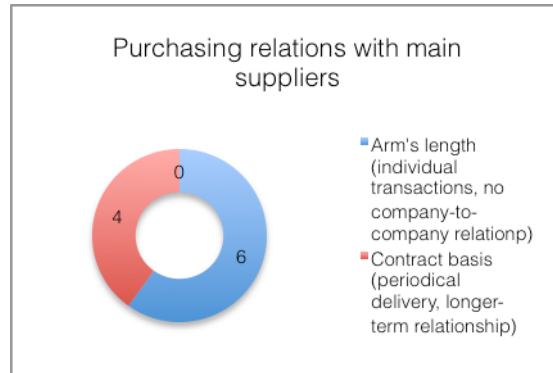 Purchasing relations with main
suppliers
0
4
6
Arm's length
(individual
transactions, no
company-to-
company relationp)
Contract basis
(periodical
delivery, longer-
term relationship)